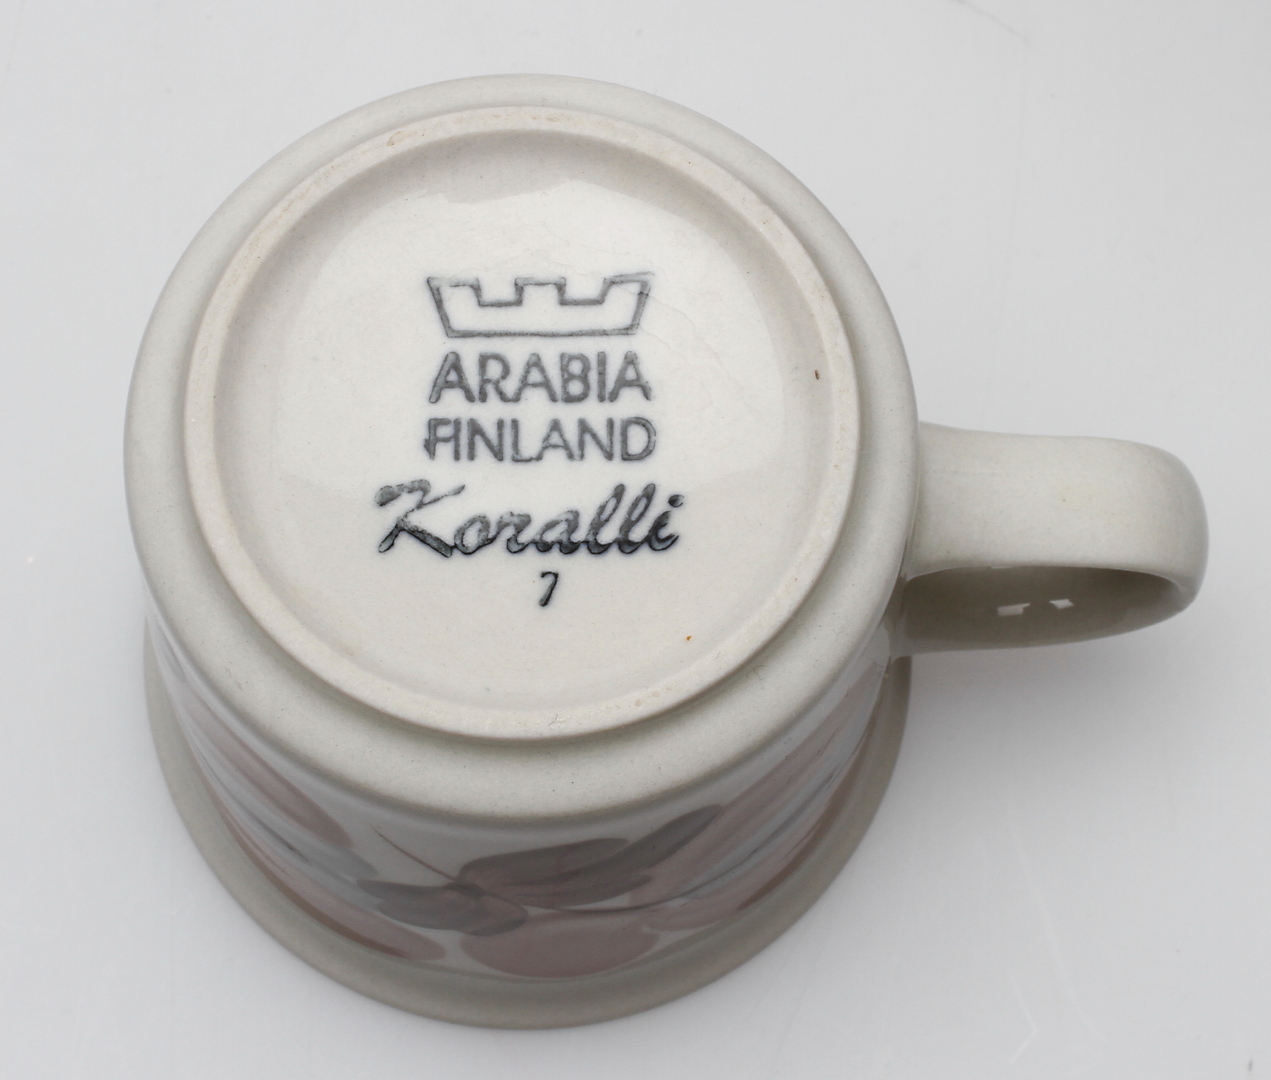 ARABIA
FINLAND
Koralli
7